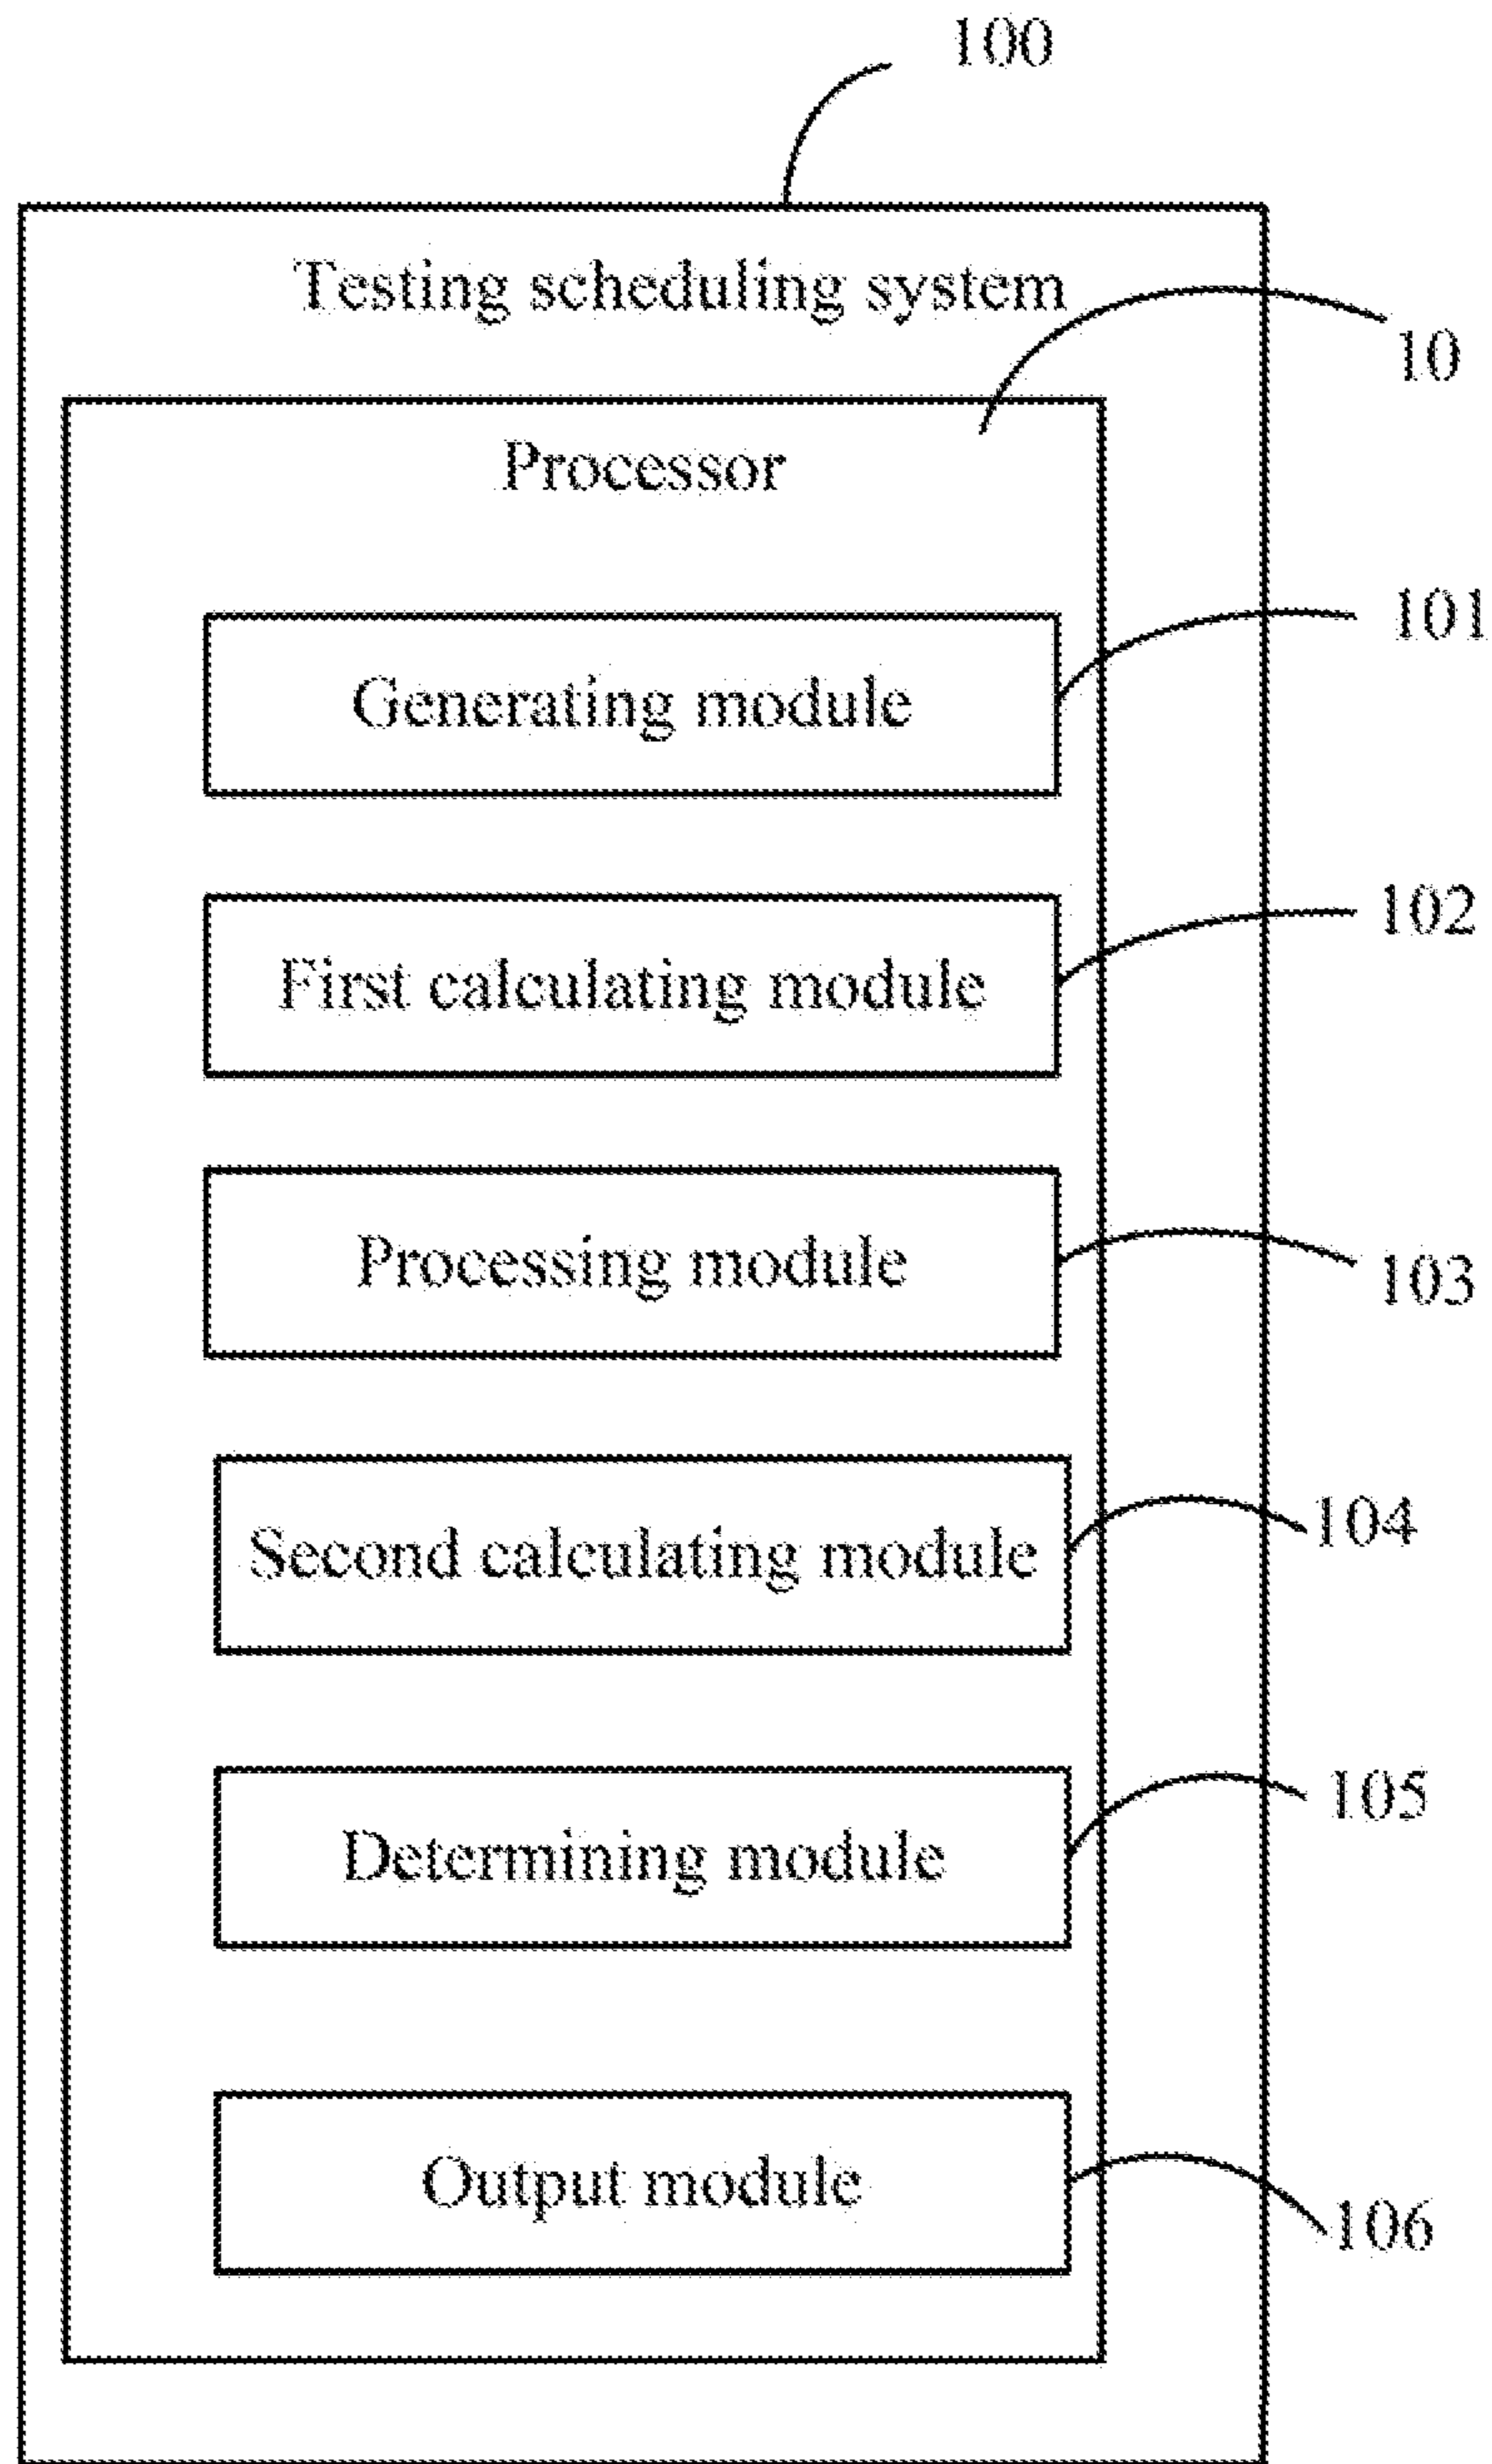 100
Testing scheduling system
10
Processor
101
Generating module
102
First calculating module
103
Processing module
104
Second calculating module
105
Determining module
106
Output module